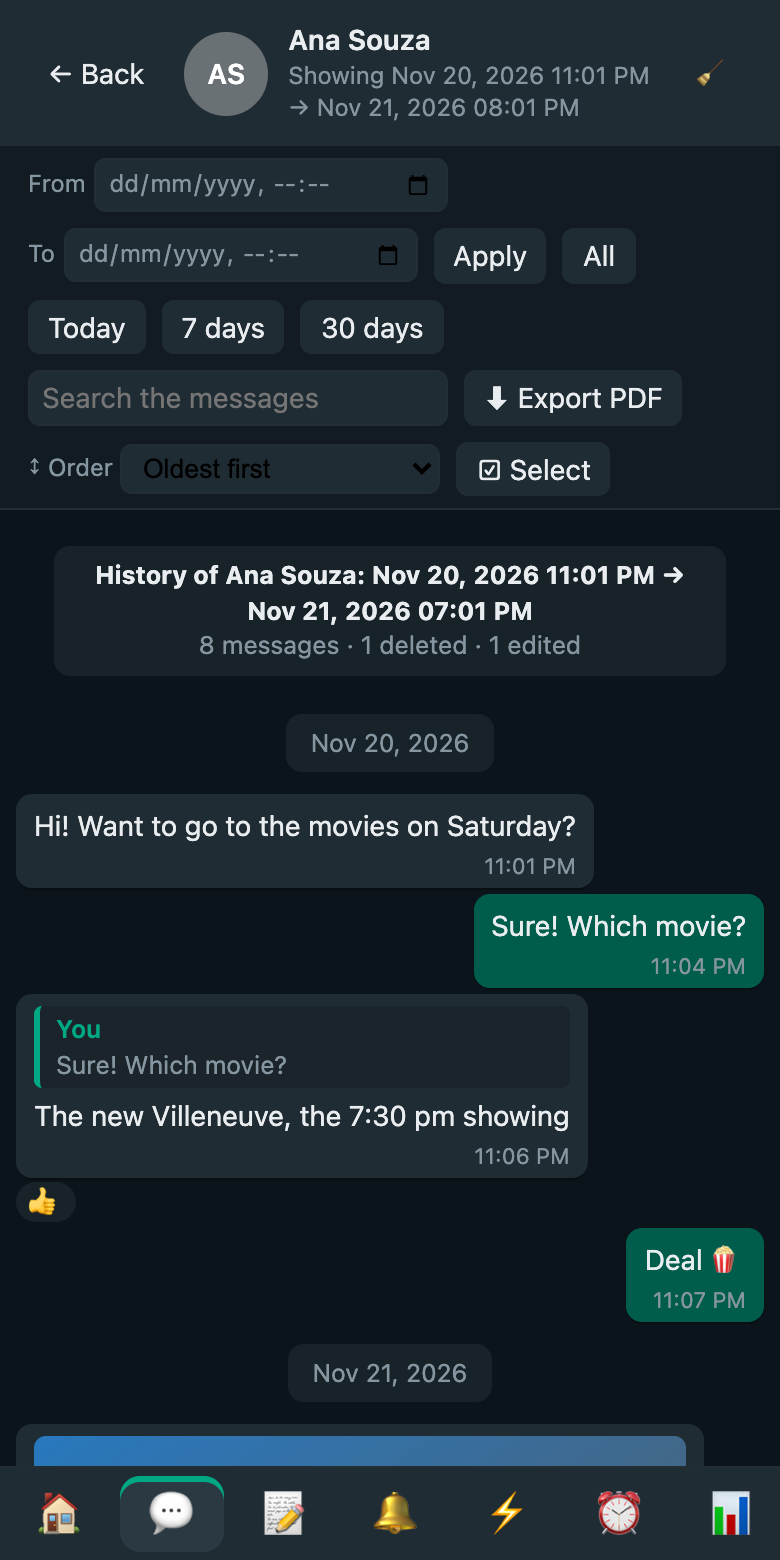 ← Back
AS
Ana Souza
Showing Nov 20, 2026 11:01 PM
→ Nov 21, 2026 08:01 PM
From dd/mm/yyyy, --:--
To dd/mm/yyyy, --:-- Apply All
Today 7 days 30 days
Search the messages ⬇ Export PDF
↕ Order Oldest first ☑ Select
History of Ana Souza: Nov 20, 2026 11:01 PM →
Nov 21, 2026 07:01 PM
8 messages · 1 deleted · 1 edited
Nov 20, 2026
Hi! Want to go to the movies on Saturday?
11:01 PM
Sure! Which movie?
11:04 PM
You
Sure! Which movie?
The new Villeneuve, the 7:30 pm showing
11:06 PM
👍
Deal 🍿
11:07 PM
Nov 21, 2026